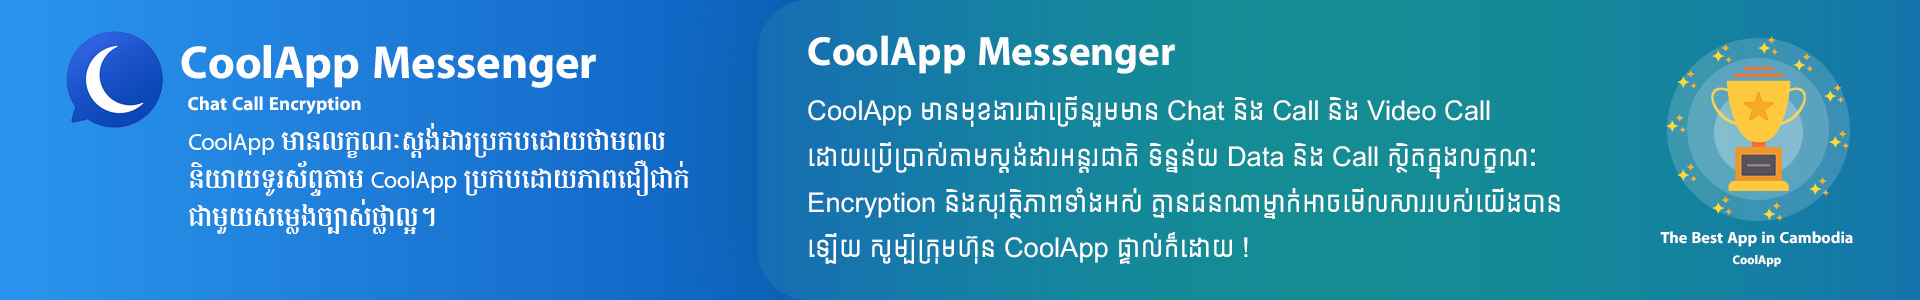 CoolApp Messenger
Chat Call Encryption
CoolApp មានលក្ខណៈស្តង់ដារប្រកបដោយថាមពល
និយាយទូរស័ព្ទតាម CoolApp ប្រកបដោយភាពជឿជាក់
ជាមួយសម្លេងច្បាស់ថ្លាល្អ។
CoolApp Messenger
CoolApp មានមុខងារជាច្រើនរួមមាន Chat និង Call និង Video Call
ដោយប្រើប្រាស់តាមស្តង់ដារអន្តរជាតិ ទិន្នន័យ Data និង Call ស្ថិតក្នុងលក្ខណៈ
Encryption និងសុវត្ថិភាពទាំងអស់ គ្មានជនណាម្នាក់អាចមើលសាររបស់យើងបាន
ឡើយ សូម្បីក្រុមហ៊ុន CoolApp ផ្ទាល់ក៏ដោយ !
The Best App in Cambodia
CoolApp